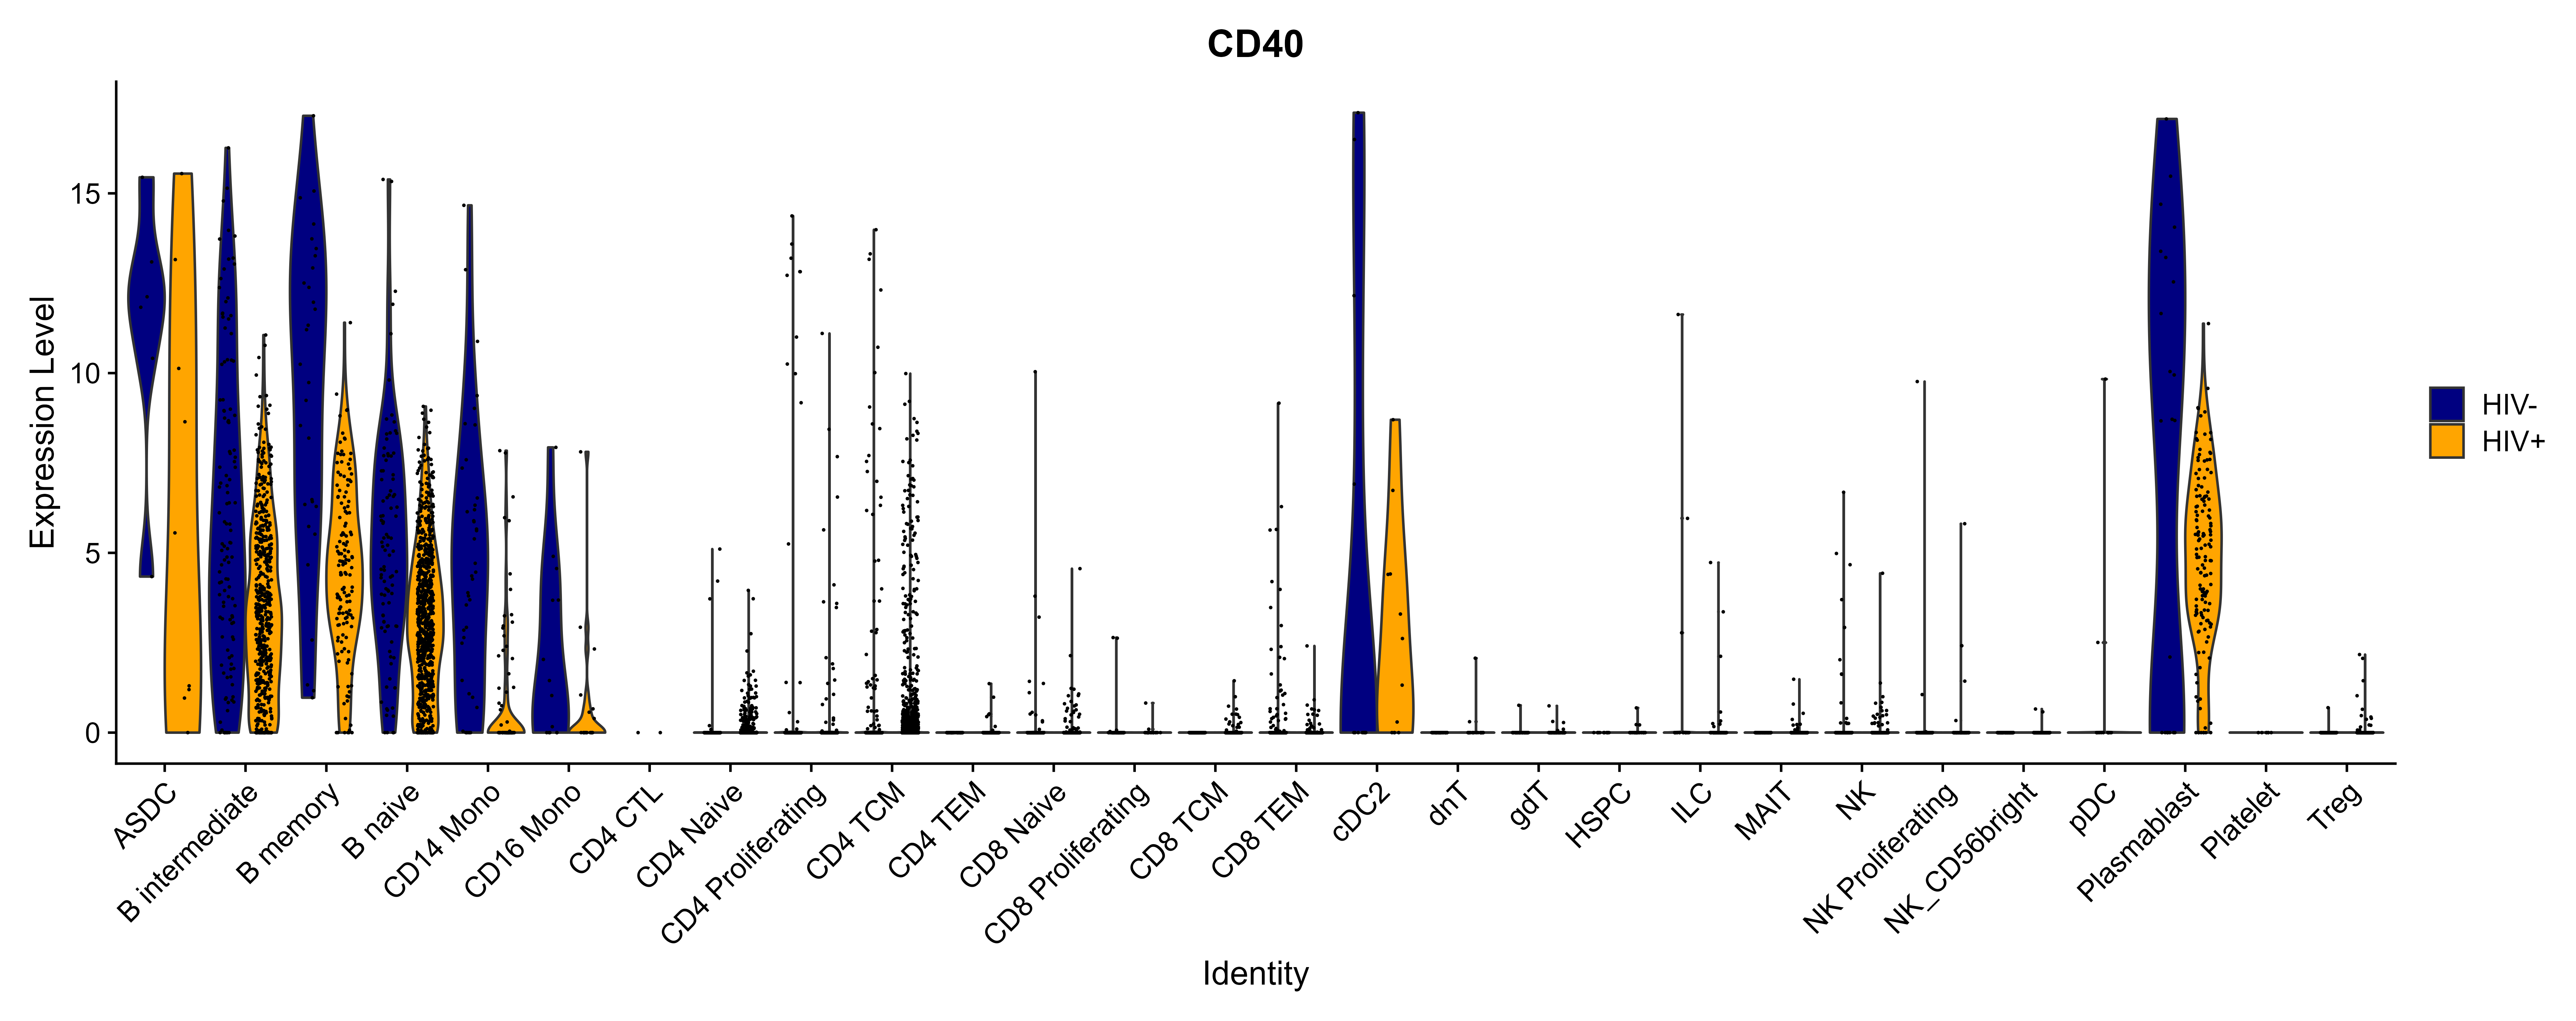 CD40
Expression Level
15
10
5
0
ASDC
B intermediate
B memory
B naive
CD14 Mono
CD16 Mono
CD4 CTL
CD4 Naive
CD4 Proliferating
CD4 TCM
CD4 TEM
CD8 Naive
CD8 Proliferating
CD8 TCM
CD8 TEM
cDC2
dnT
gdT
HSPC
ILC
MAIT
NK
NK Proliferating
NK_CD56bright
pDC
Plasmablast
Platelet
Treg
Identity
HIV-
HIV+